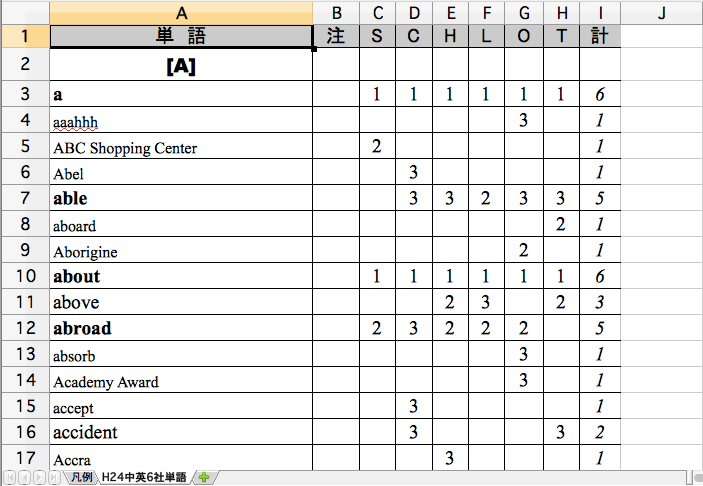 A B C D E F G H I J
1 単 語 注 S C H L O T 計
2 [A]
3 a 1 1 1 1 1 1 6
4 aaahhh 3 1
5 ABC Shopping Center 2 1
6 Abel 3 1
7 able 3 3 2 3 3 5
8 aboard 2 1
9 Aborigine 2 1
10 about 1 1 1 1 1 1 6
11 above 2 3 2 3
12 abroad 2 3 2 2 2 5
13 absorb 3 1
14 Academy Award 3 1
15 accept 3 1
16 accident 3 3 2
17 Accra 3 1
凡例 H24中英6社単語